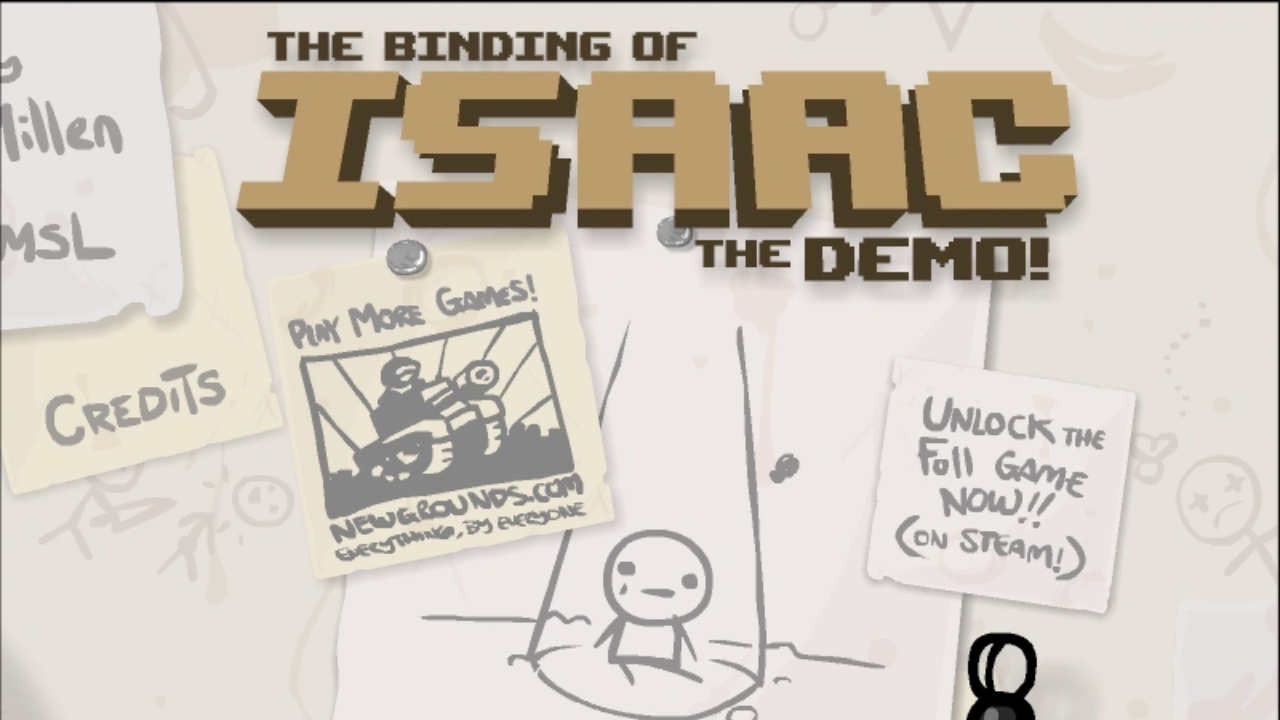 THE BINDING OF
ISAAC
THE DEMO!
Millen
MSL
CREDITS
PLAY MORE GAMES!
NEWGROUNDS.COM
EVERYTHING, BY EVERYONE
UNLOCK THE
Full GAME
NOW!!
(ON STEAM!)